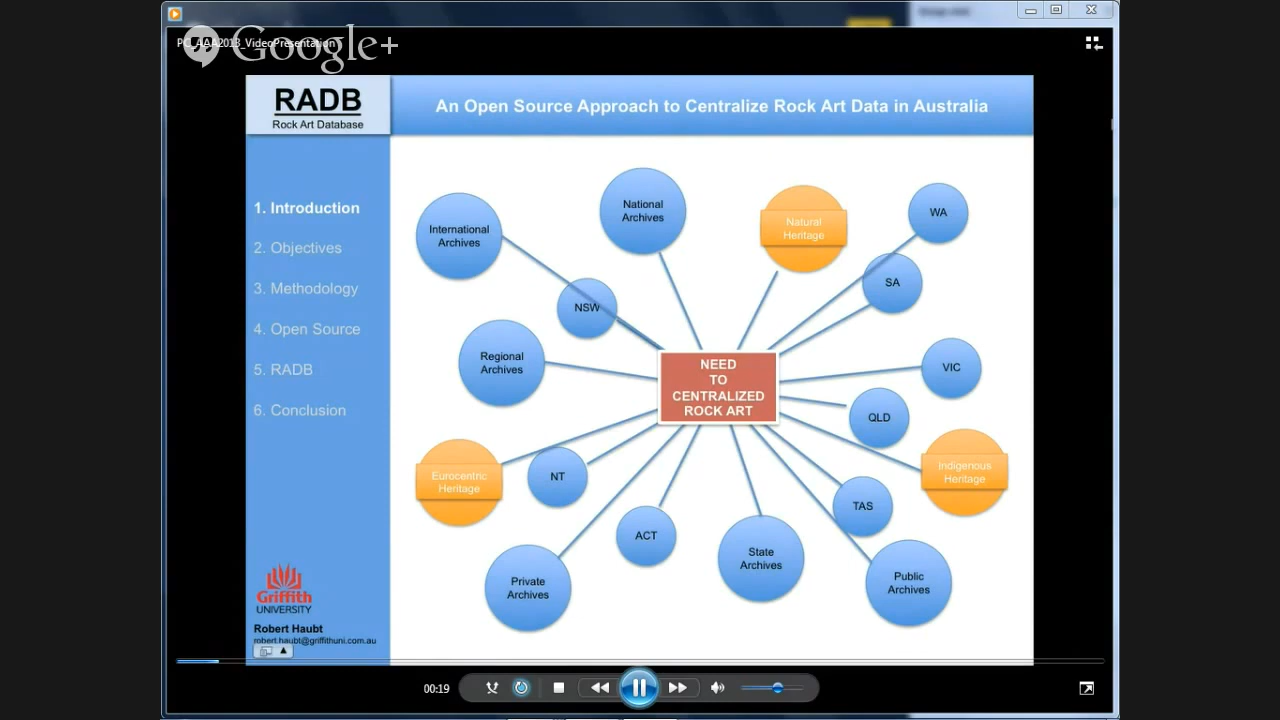 PC_AAA2013_VideoPresentation
Google+
RADB
Rock Art Database
An Open Source Approach to Centralize Rock Art Data in Australia
1. Introduction
2. Objectives
3. Methodology
4. Open Source
5. RADB
6. Conclusion
International
Archives
National
Archives
Natural
Heritage
WA
SA
NSW
Regional
Archives
NEED
TO
CENTRALIZED
ROCK ART
VIC
QLD
Eurocentric
Heritage
NT
Indigenous
Heritage
TAS
ACT
State
Archives
Private
Archives
Public
Archives
Griffith
UNIVERSITY
Robert Haubt
robert.haubt@griffithuni.com.au
00:19